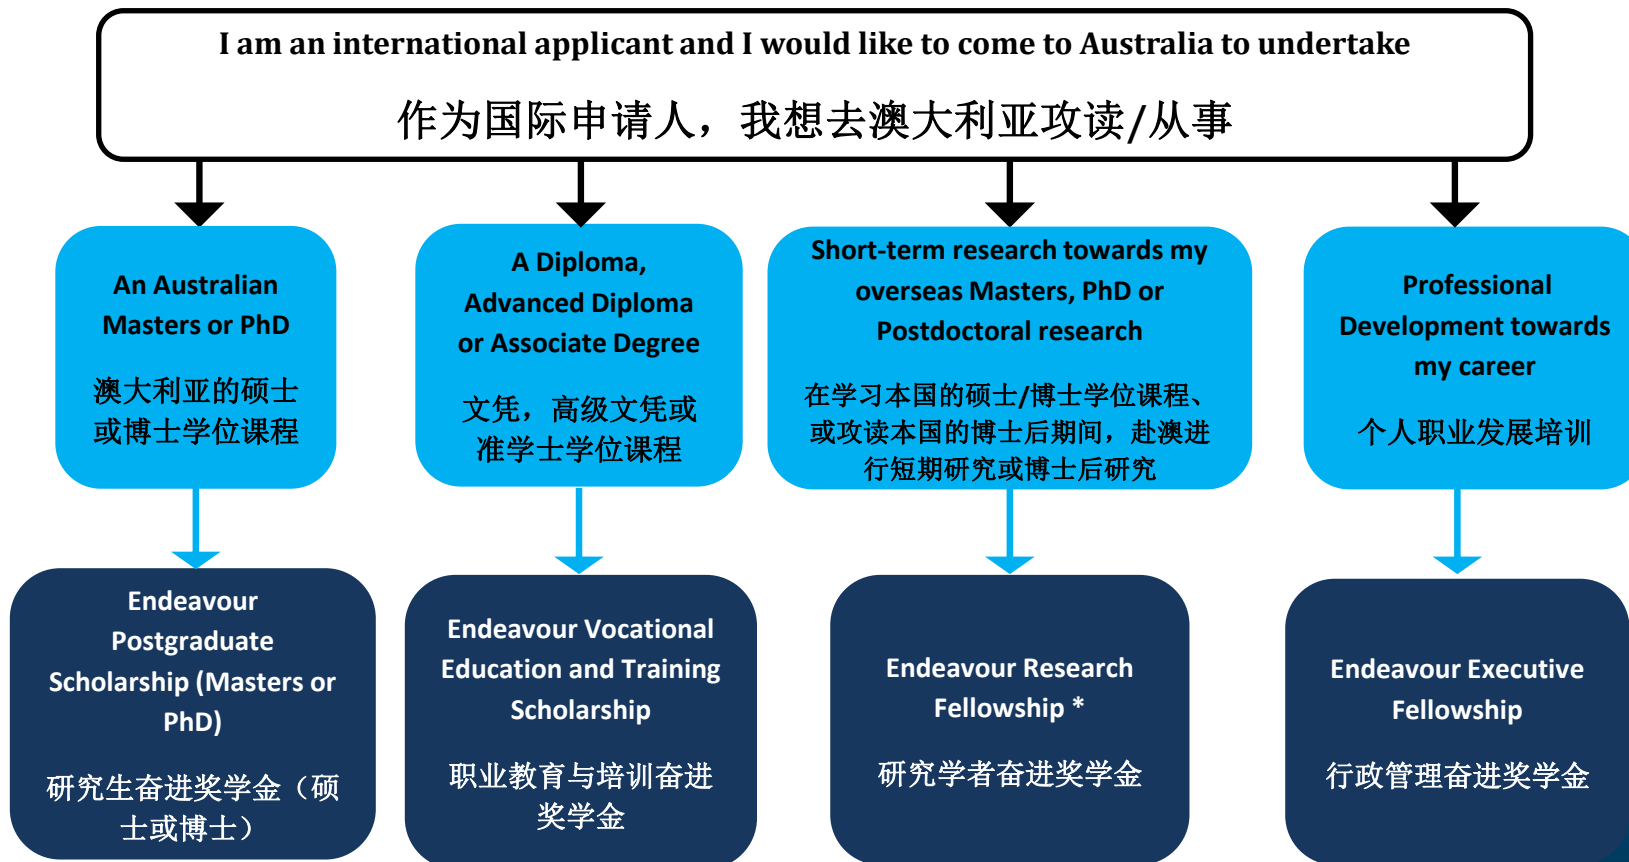 I am an international applicant and I would like to come to Australia to undertake
作为国际申请人，我想去澳大利亚攻读/从事
An Australian
Masters or PhD
澳大利亚的硕士
或博士学位课程
A Diploma,
Advanced Diploma
or Associate Degree
文凭，高级文凭或
准学士学位课程
Short-term research towards my
overseas Masters, PhD or
Postdoctoral research
在学习本国的硕士/博士学位课程、
或攻读本国的博士后期间，赴澳进
行短期研究或博士后研究
Professional
Development towards
my career
个人职业发展培训
Endeavour
Postgraduate
Scholarship (Masters or
PhD)
研究生奋进奖学金（硕
士或博士）
Endeavour Vocational
Education and Training
Scholarship
职业教育与培训奋进
奖学金
Endeavour Research
Fellowship *
研究学者奋进奖学金
Endeavour Executive
Fellowship
行政管理奋进奖学金